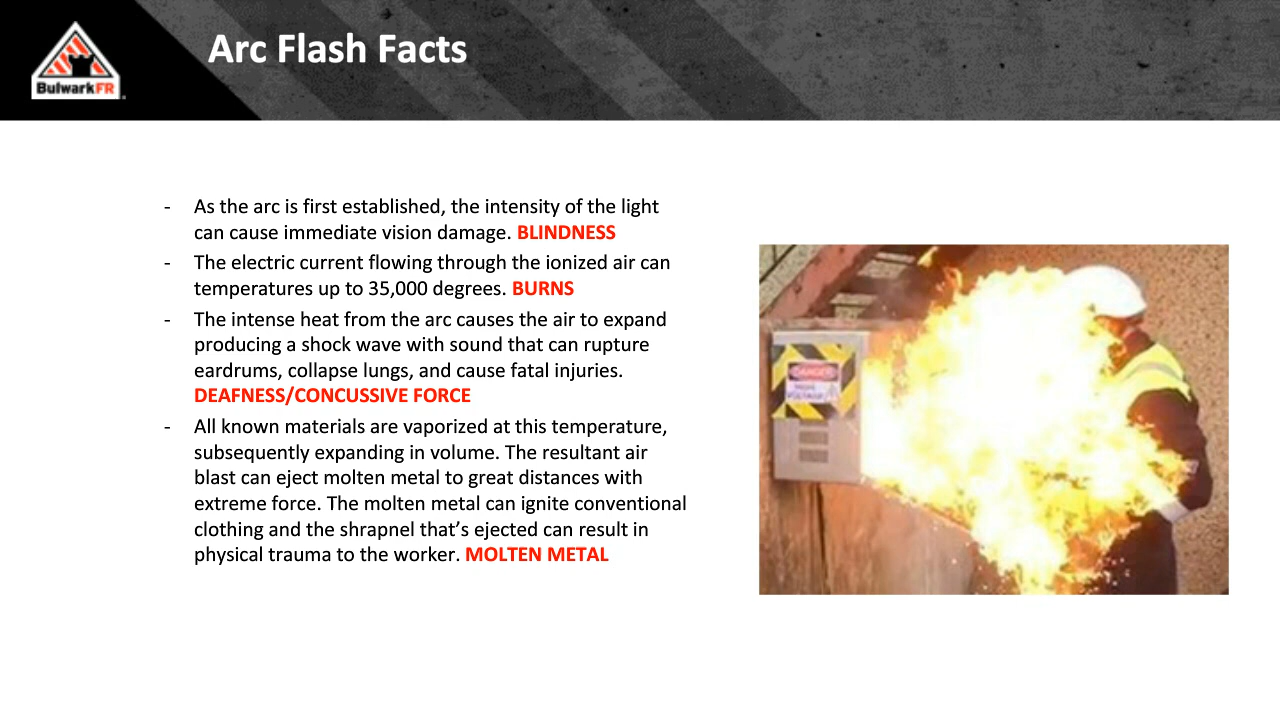 BulwarkFR
Arc Flash Facts
- As the arc is first established, the intensity of the light
can cause immediate vision damage. BLINDNESS
- The electric current flowing through the ionized air can
temperatures up to 35,000 degrees. BURNS
- The intense heat from the arc causes the air to expand
producing a shock wave with sound that can rupture
eardrums, collapse lungs, and cause fatal injuries.
DEAFNESS/CONCUSSIVE FORCE
- All known materials are vaporized at this temperature,
subsequently expanding in volume. The resultant air
blast can eject molten metal to great distances with
extreme force. The molten metal can ignite conventional
clothing and the shrapnel that’s ejected can result in
physical trauma to the worker. MOLTEN METAL
DANGER
HIGH
VOLTAGE